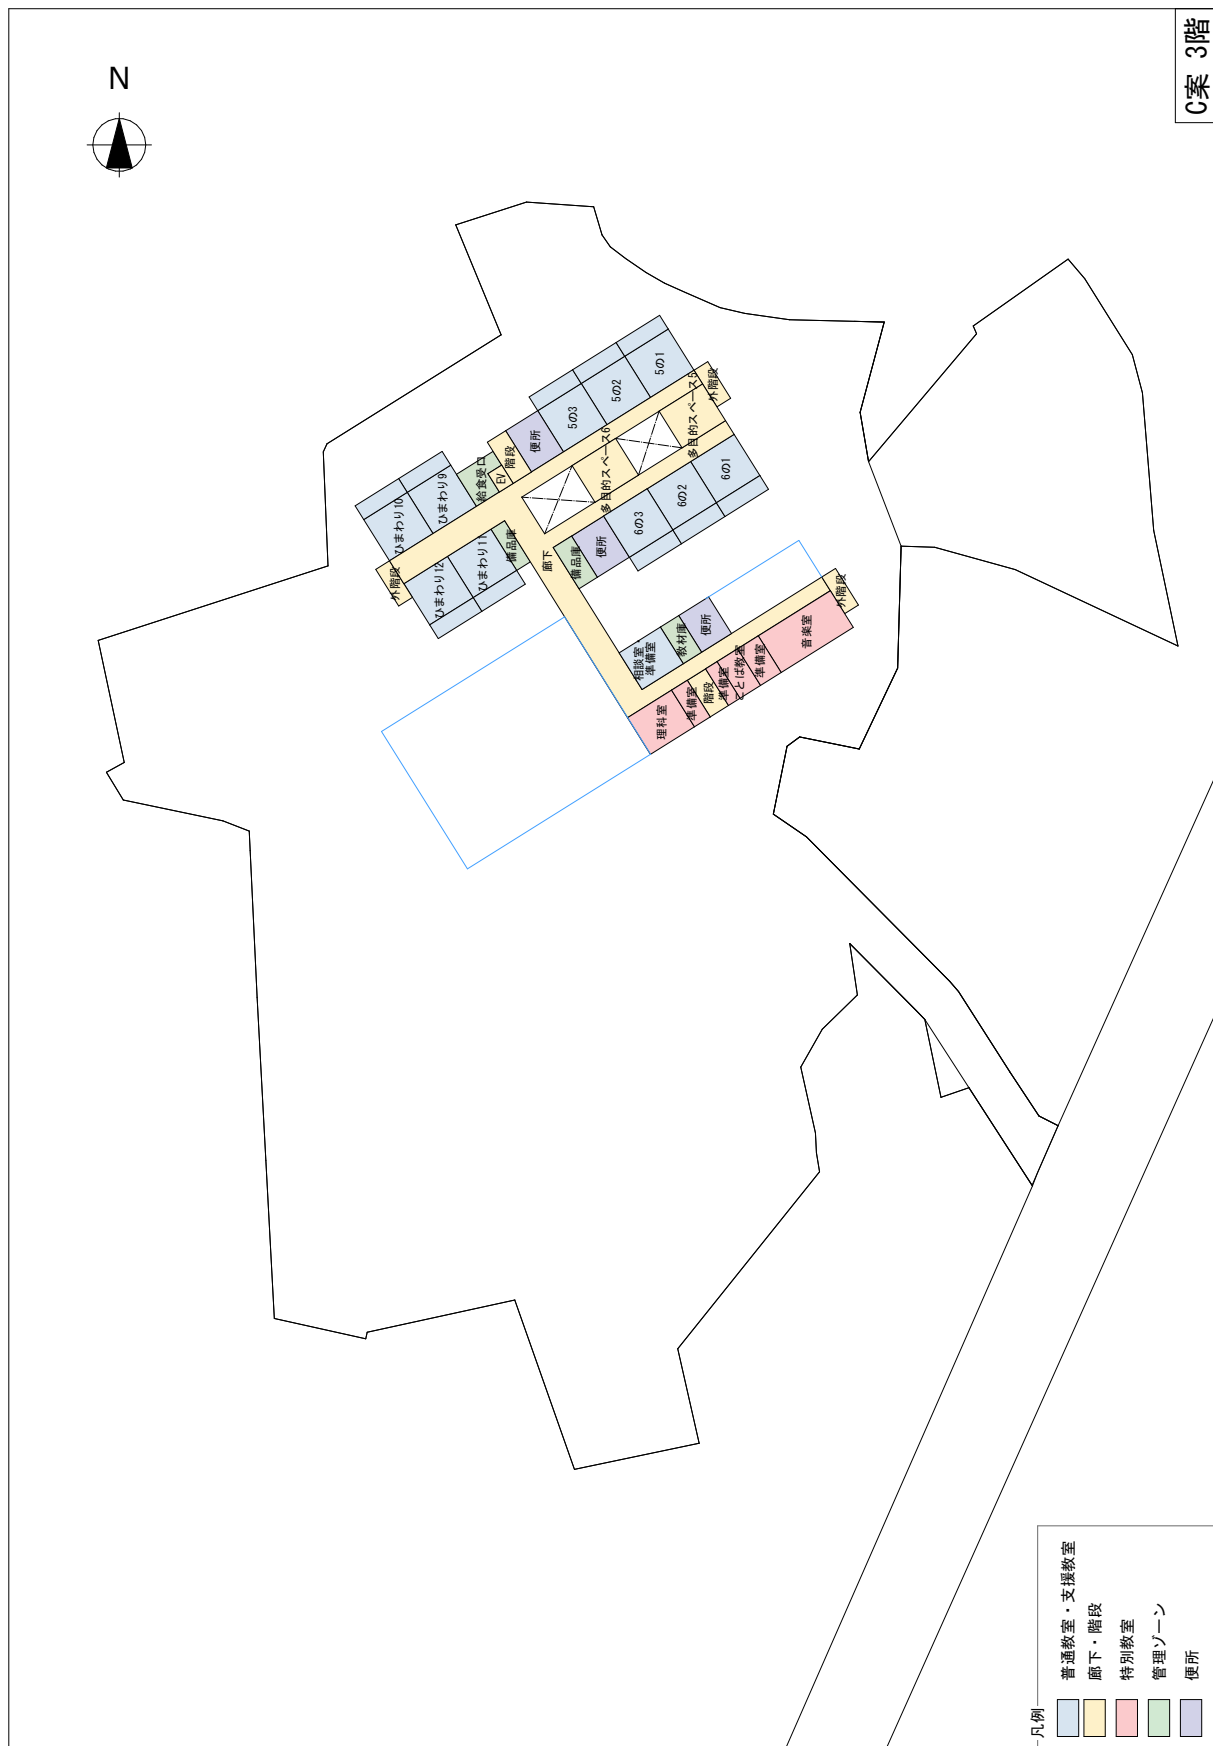 C案 3階
N
ひまわり10
ひまわり9
給食受口
EV
階段
便所
5の3
5の2
5の1
外階段
ひまわり12
ひまわり11
備品庫
外階段
廊下
多目的スペース6
多目的スペース5
備品庫
便所
6の3
6の2
6の1
相談室・
準備室
教材庫
便所
理科室
準備室
階段
準備室
ことば教室
準備室
音楽室
外階段
凡例
普通教室・支援教室
廊下・階段
特別教室
管理ゾーン
便所